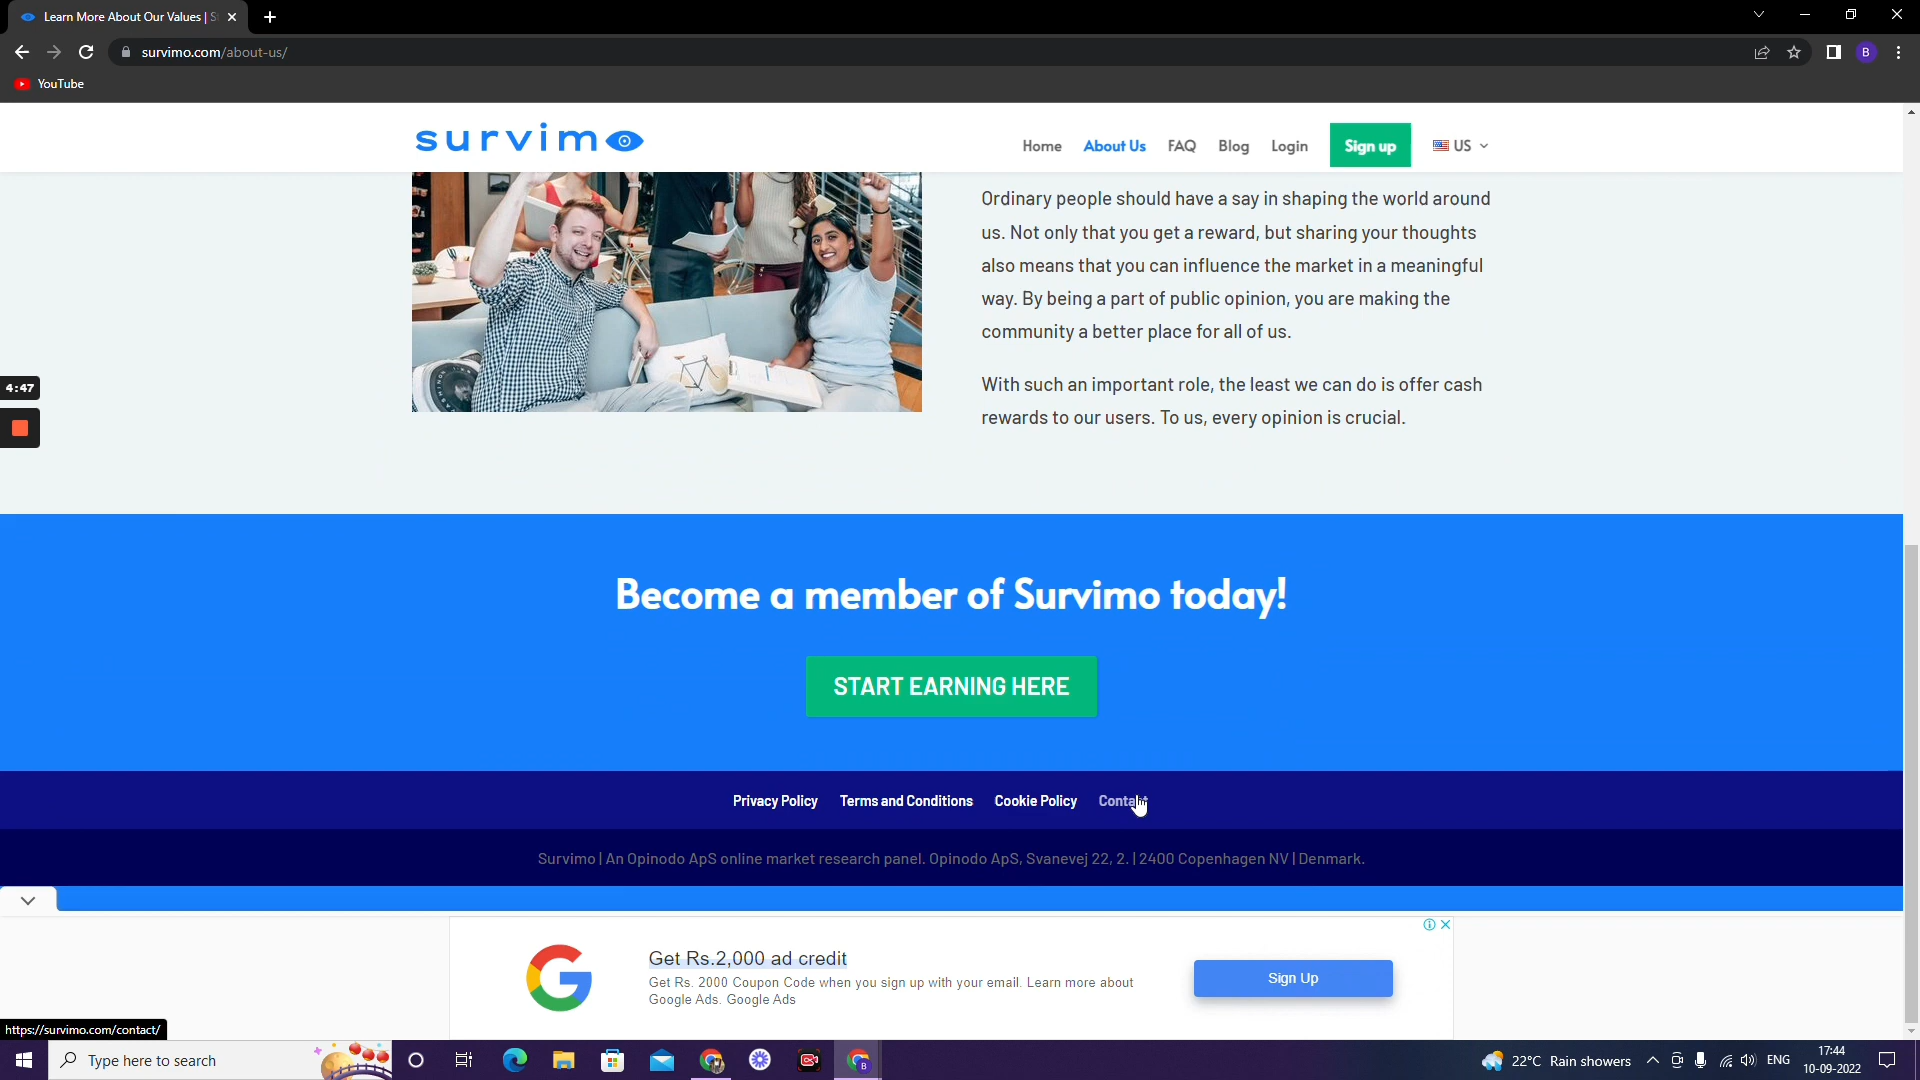 Learn More About Our Values | S
survimo.com/about-us/
B
YouTube
survimo
Home
About Us
FAQ
Blog
Login
Sign up
US
Ordinary people should have a say in shaping the world around
us. Not only that you get a reward, but sharing your thoughts
also means that you can influence the market in a meaningful
way. By being a part of public opinion, you are making the
community a better place for all of us.
With such an important role, the least we can do is offer cash
rewards to our users. To us, every opinion is crucial.
4:47
Become a member of Survimo today!
START EARNING HERE
Privacy Policy
Terms and Conditions
Cookie Policy
Contact
Survimo | An Opinodo ApS online market research panel. Opinodo ApS, Svanevej 22, 2. | 2400 Copenhagen NV | Denmark.
Get Rs.2,000 ad credit
Get Rs. 2000 Coupon Code when you sign up with your email. Learn more about
Google Ads. Google Ads
Sign Up
https://survimo.com/contact/
Type here to search
B
22°C Rain showers
ENG
17:44
10-09-2022